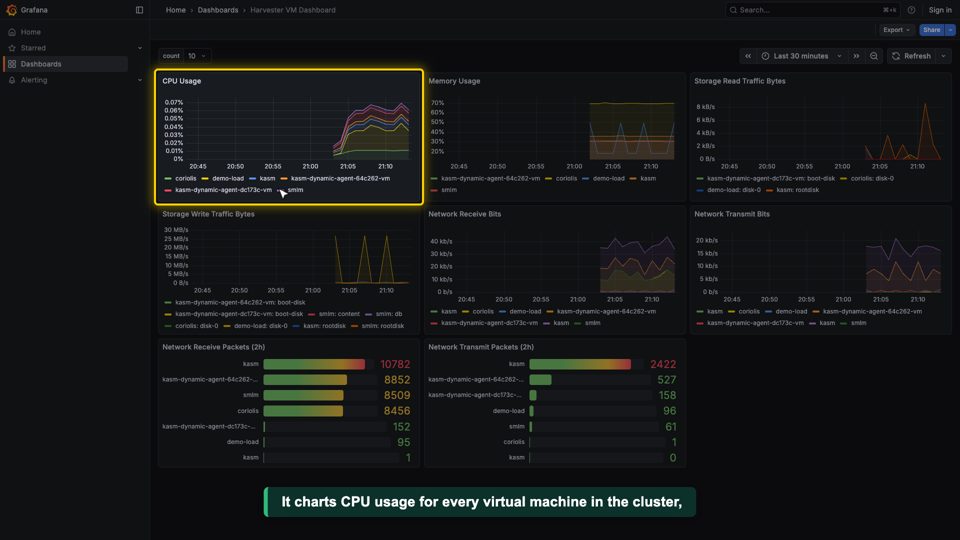 Grafana
Home › Dashboards › Harvester VM Dashboard
Search...
⌘+k
Sign in
Home
Starred
Dashboards
Alerting
Export
Share
count 10
Last 30 minutes
Refresh
CPU Usage
0.07%
0.06%
0.05%
0.04%
0.03%
0.02%
0.01%
0%
20:45 20:50 20:55 21:00 21:05 21:10
coriolis demo-load kasm kasm-dynamic-agent-64c262-vm
kasm-dynamic-agent-dc173c-vm smlm
Memory Usage
70%
60%
50%
40%
30%
20%
20:45 20:50 20:55 21:00 21:05 21:10
kasm-dynamic-agent-64c262-vm coriolis demo-load kasm
smlm
Storage Read Traffic Bytes
8 kB/s
6 kB/s
4 kB/s
2 kB/s
0 B/s
20:45 20:50 20:55 21:00 21:05 21:10
kasm-dynamic-agent-dc173c-vm: boot-disk coriolis: disk-0
demo-load: disk-0 kasm: rootdisk
Storage Write Traffic Bytes
30 MB/s
25 MB/s
20 MB/s
15 MB/s
10 MB/s
5 MB/s
0 B/s
20:45 20:50 20:55 21:00 21:05 21:10
kasm-dynamic-agent-64c262-vm: boot-disk
kasm-dynamic-agent-dc173c-vm: boot-disk smlm: content smlm: db
coriolis: disk-0 demo-load: disk-0 kasm: rootdisk smlm: rootdisk
Network Receive Bits
40 kb/s
30 kb/s
20 kb/s
10 kb/s
0 b/s
20:45 20:50 20:55 21:00 21:05 21:10
kasm coriolis demo-load kasm-dynamic-agent-64c262-vm
kasm-dynamic-agent-dc173c-vm kasm smlm
Network Transmit Bits
20 kb/s
15 kb/s
10 kb/s
5 kb/s
0 b/s
20:45 20:50 20:55 21:00 21:05 21:10
kasm coriolis demo-load kasm-dynamic-agent-64c262-vm
kasm-dynamic-agent-dc173c-vm kasm smlm
Network Receive Packets (2h)
kasm 10782
kasm-dynamic-agent-64c262-... 8852
smlm 8509
coriolis 8456
kasm-dynamic-agent-dc173c-... 152
demo-load 95
kasm 1
Network Transmit Packets (2h)
kasm 2422
kasm-dynamic-agent-64c262-... 527
kasm-dynamic-agent-dc173c-... 158
demo-load 96
smlm 61
coriolis 1
kasm 0
It charts CPU usage for every virtual machine in the cluster,